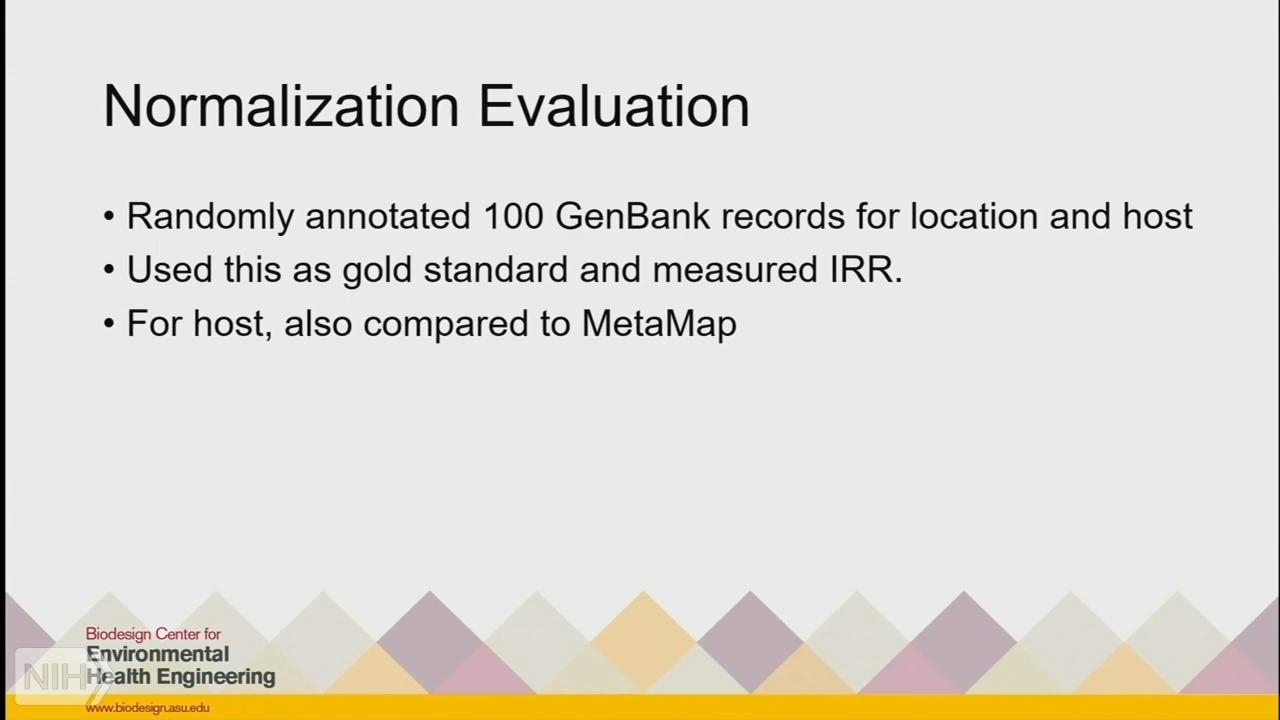 Normalization Evaluation
• Randomly annotated 100 GenBank records for location and host
• Used this as gold standard and measured IRR.
• For host, also compared to MetaMap
Biodesign Center for
Environmental
Health Engineering
NIH
www.biodesign.asu.edu